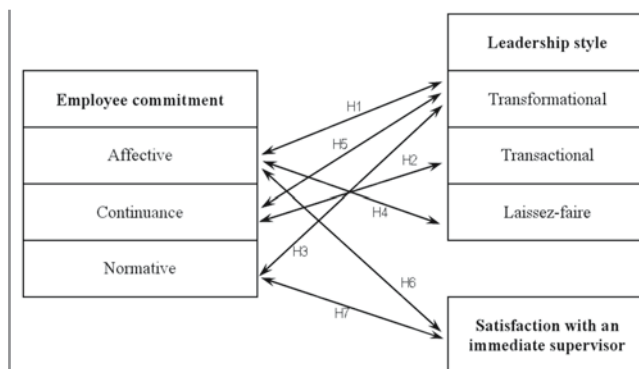 Leadership style
Employee commitment
Transformational
H1
H5
Affective
Transactional
H2
Continuance
Laissez-faire
H4
Normative
H3
H6
H7
Satisfaction with an
immediate supervisor